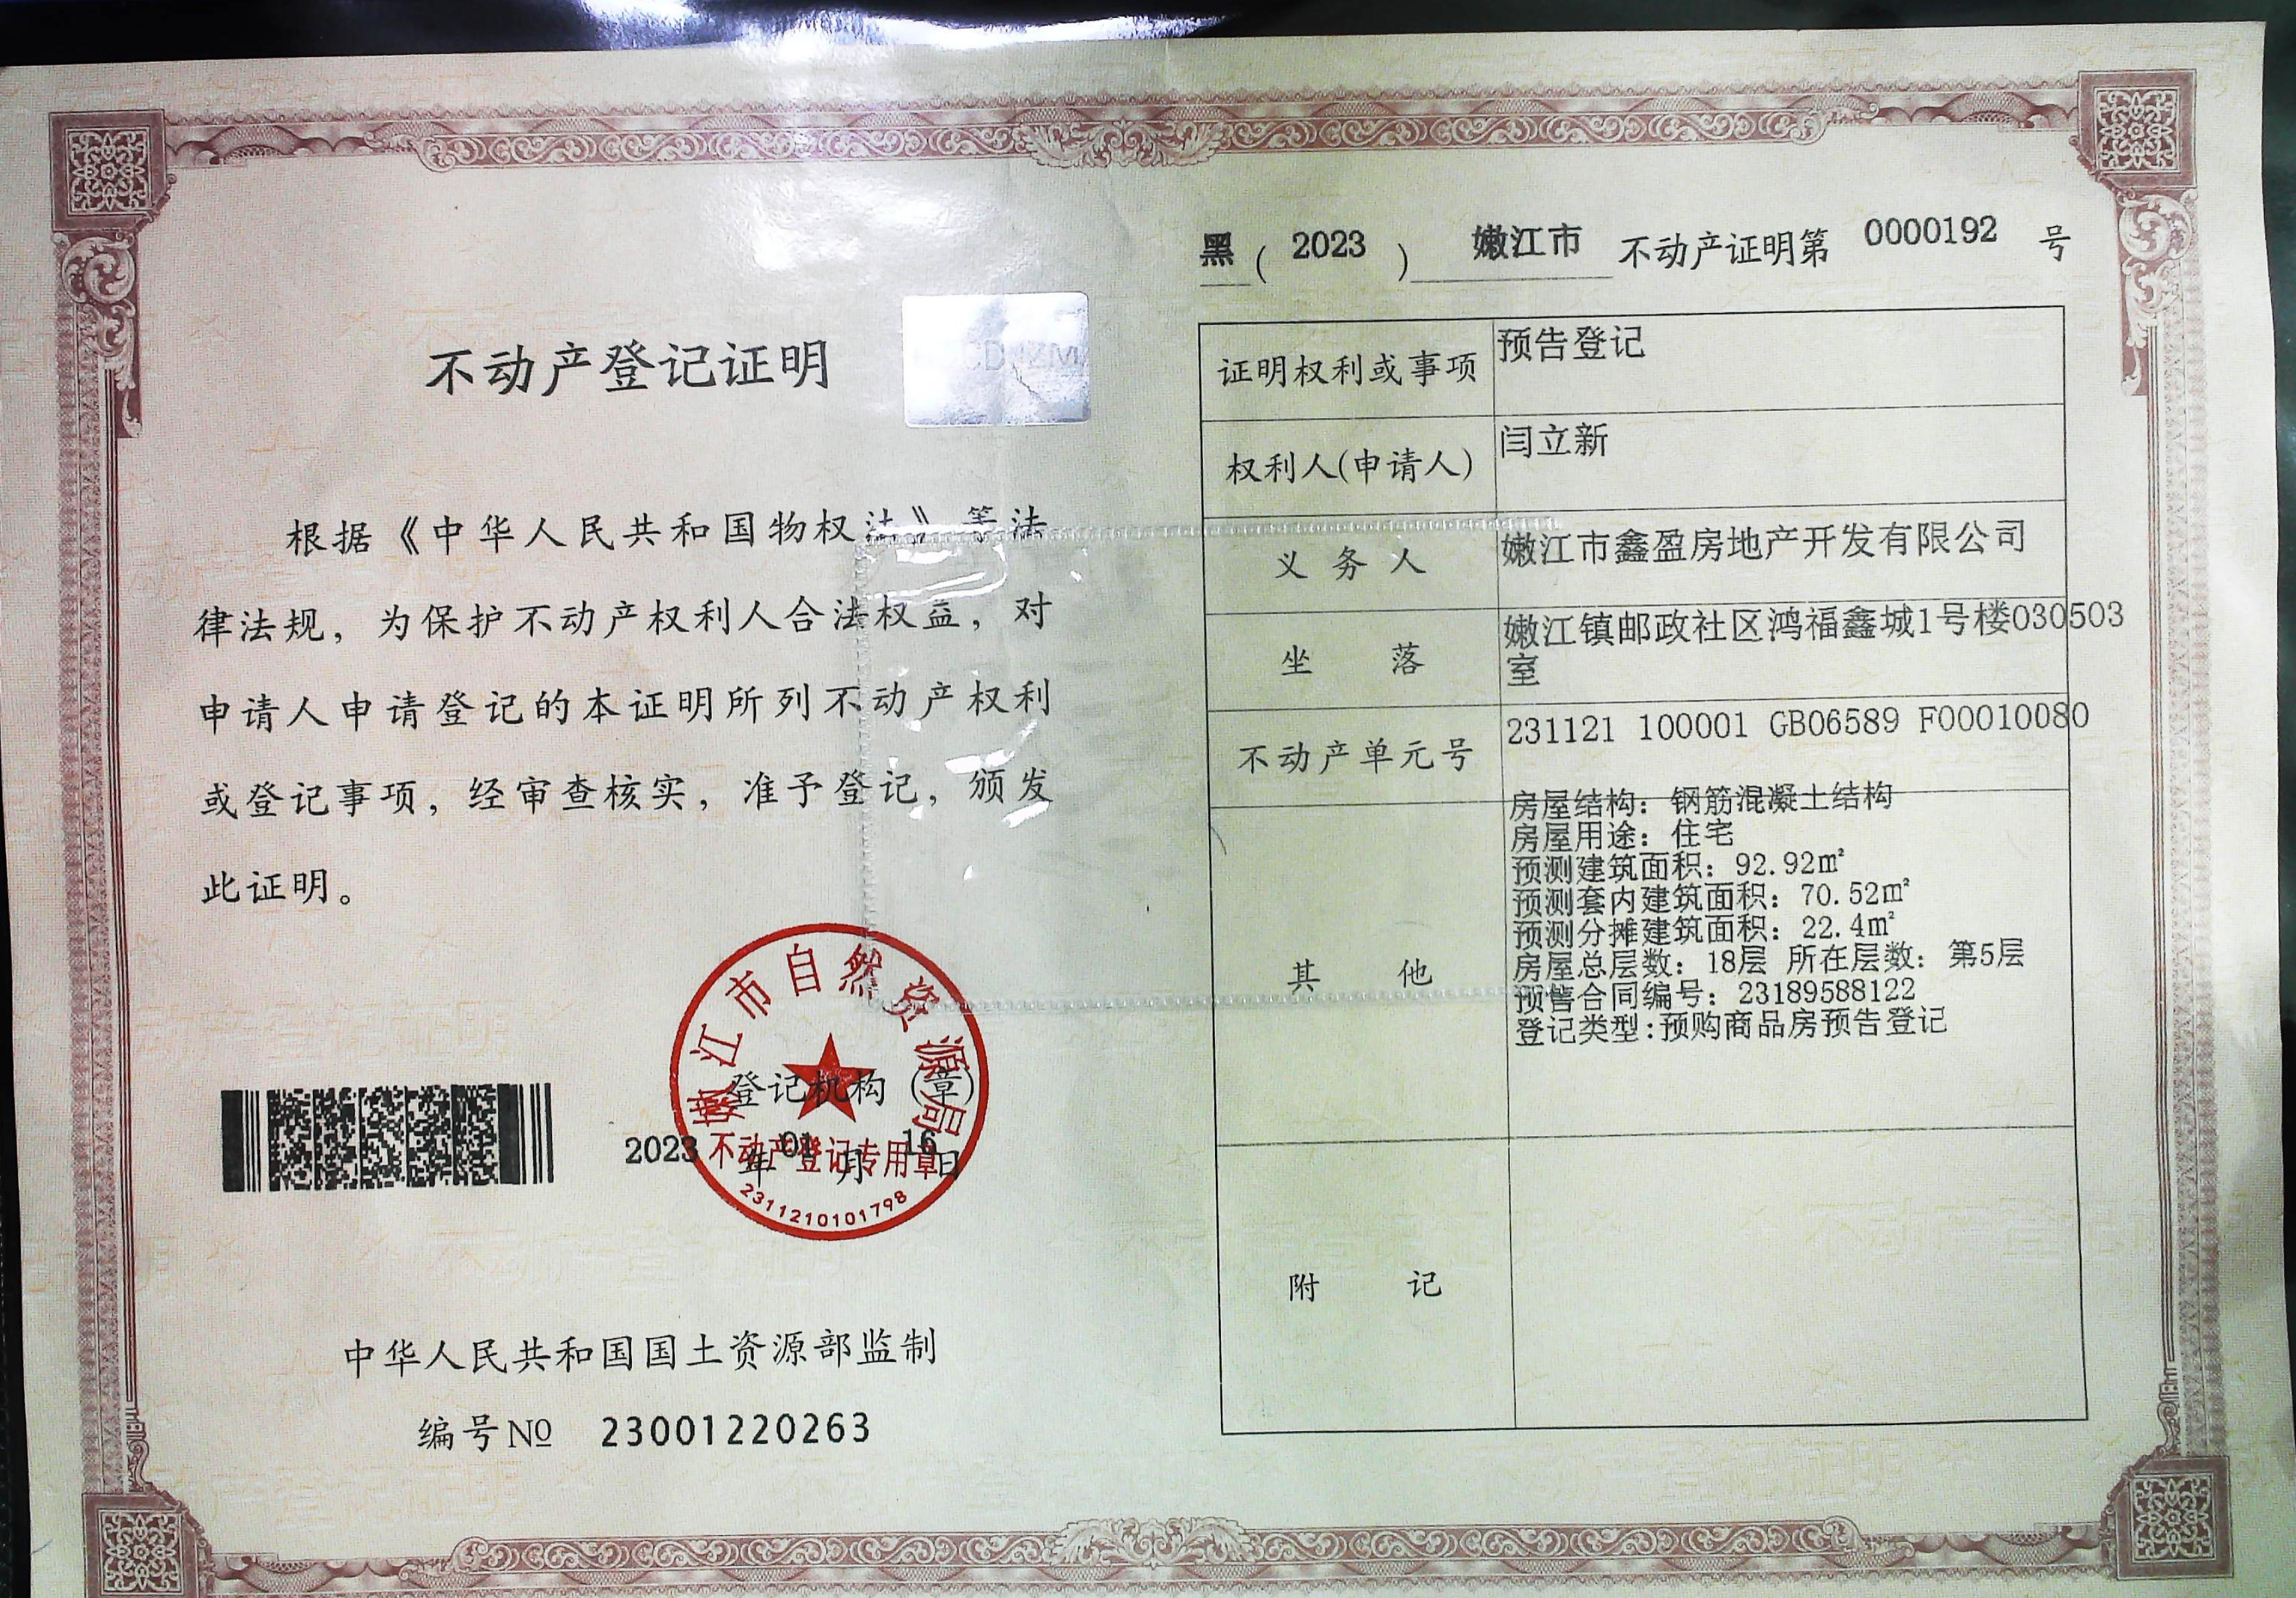 不动产登记证明
根据《中华人民共和国物权法》等法
律法规，为保护不动产权利人合法权益，对
申请人申请登记的本证明所列不动产权利
或登记事项，经审查核实，准予登记，颁发
此证明。
嫩江市自然资源局
登记机构（章）
2023年01月16日
不动产登记专用章
2311210101798
中华人民共和国国土资源部监制
编号№ 23001220263
黑（2023）嫩江市 不动产证明第 0000192 号
证明权利或事项 预告登记
权利人(申请人) 闫立新
义务人 嫩江市鑫盈房地产开发有限公司
坐落 嫩江镇邮政社区鸿福鑫城1号楼030503
室
不动产单元号 231121 100001 GB06589 F00010080
其他
房屋结构：钢筋混凝土结构
房屋用途：住宅
预测建筑面积：92.92㎡
预测套内建筑面积：70.52㎡
预测分摊建筑面积：22.4㎡
房屋总层数：18层 所在层数：第5层
预售合同编号：23189588122
登记类型:预购商品房预告登记
附记